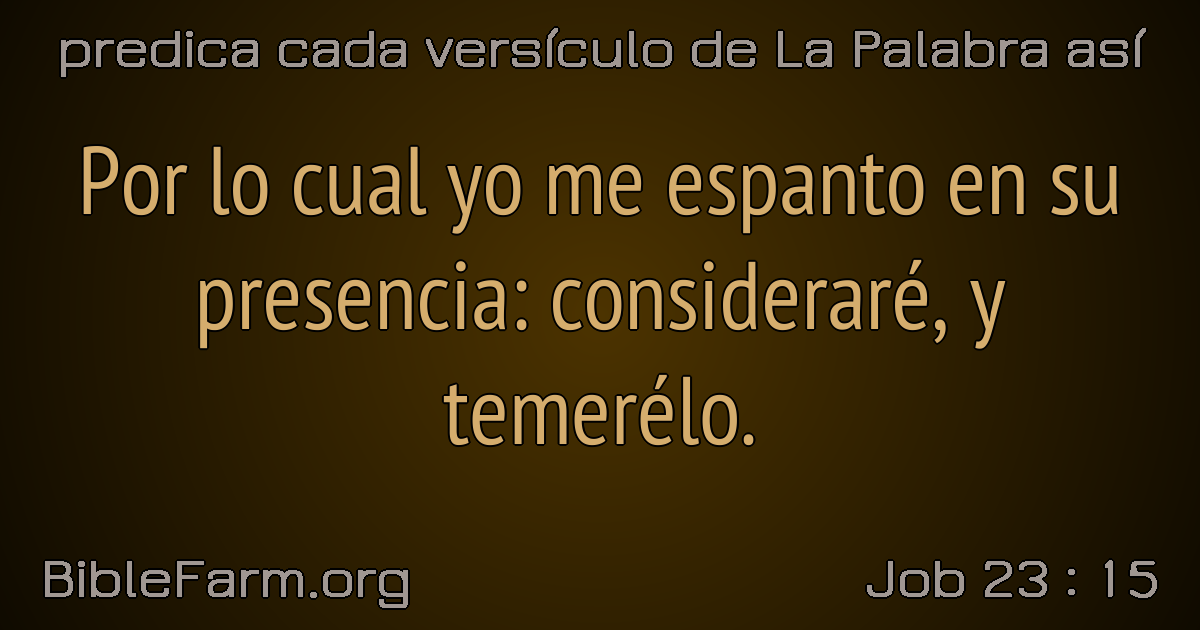 predica cada versículo de La Palabra así
Por lo cual yo me espanto en su
presencia: consideraré, y
temerélo.
BibleFarm.org
Job 23 : 15